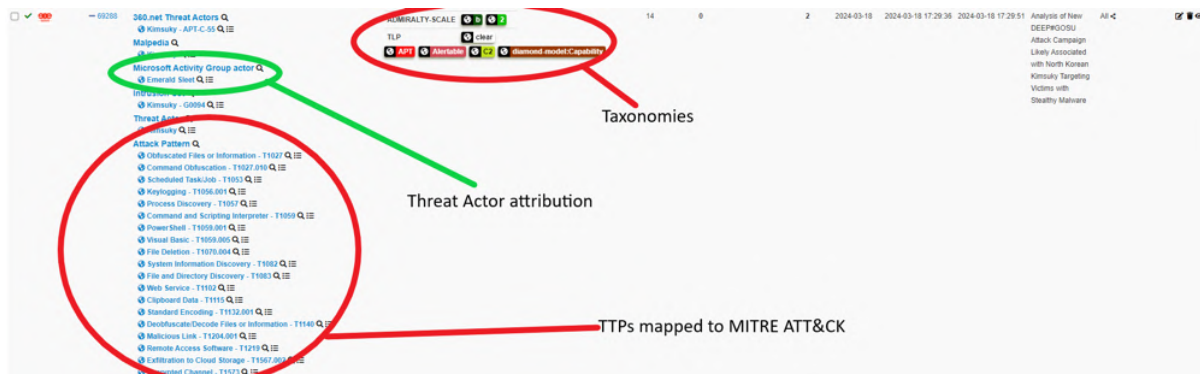 69288
360.net Threat Actors
Kimsuky - APT-C-55
Malpedia
Microsoft Activity Group actor
Emerald Sleet
Kimsuky - G0094
Threat Actor
Kimsuky
Attack Pattern
Obfuscated Files or Information - T1027
Command Obfuscation - T1027.010
Scheduled Task/Job - T1053
Keylogging - T1056.001
Process Discovery - T1057
Command and Scripting Interpreter - T1059
PowerShell - T1059.001
Visual Basic - T1059.005
File Deletion - T1070.004
System Information Discovery - T1082
File and Directory Discovery - T1083
Web Service - T1102
Clipboard Data - T1115
Standard Encoding - T1132.001
Deobfuscate/Decode Files or Information - T1140
Malicious Link - T1204.001
Remote Access Software - T1219
Exfiltration to Cloud Storage - T1567.002
Encrypted Channel - T1573
ADMIRALTY-SCALE b 2
TLP clear
APT Alertable C2 diamond-model:Capability
14 0 2 2024-03-18 2024-03-18 17:29:36 2024-03-18 17:29:51
Analysis of New
DEEP#GOSU
Attack Campaign
Likely Associated
with North Korean
Kimsuky Targeting
Victims with
Stealthy Malware
All
Taxonomies
Threat Actor attribution
TTPs mapped to MITRE ATT&CK